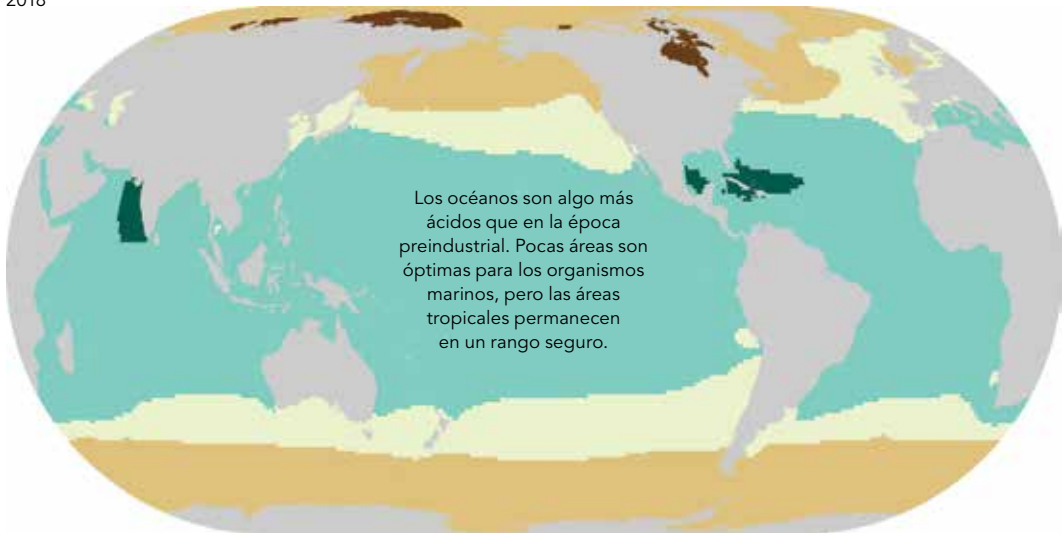 2018
Los océanos son algo más
ácidos que en la época
preindustrial. Pocas áreas son
óptimas para los organismos
marinos, pero las áreas
tropicales permanecen
en un rango seguro.